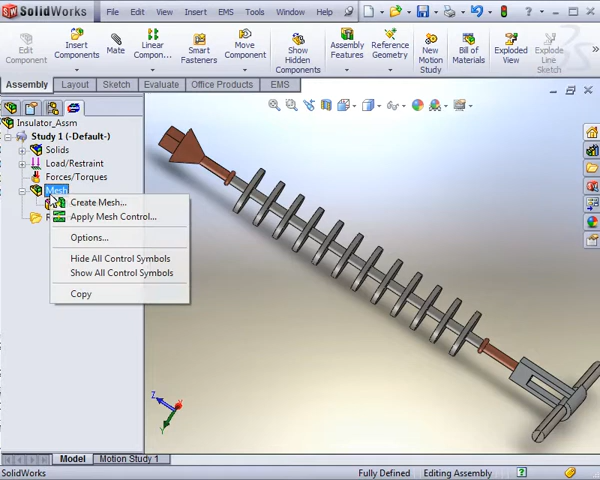 SolidWorks File Edit View Insert EMS Tools Window Help
Edit Component
Insert Components
Mate
Linear Compon...
Smart Fasteners
Move Component
Show Hidden Components
Assembly Features
Reference Geometry
New Motion Study
Bill of Materials
Exploded View
Explode Line Sketch
Assembly Layout Sketch Evaluate Office Products EMS
Insulator_Assm
Study 1 (-Default-)
Solids
Load/Restraint
Forces/Torques
Mesh
R
Create Mesh...
Apply Mesh Control...
Options...
Hide All Control Symbols
Show All Control Symbols
Copy
Z X Y
Model Motion Study 1
SolidWorks Fully Defined Editing Assembly